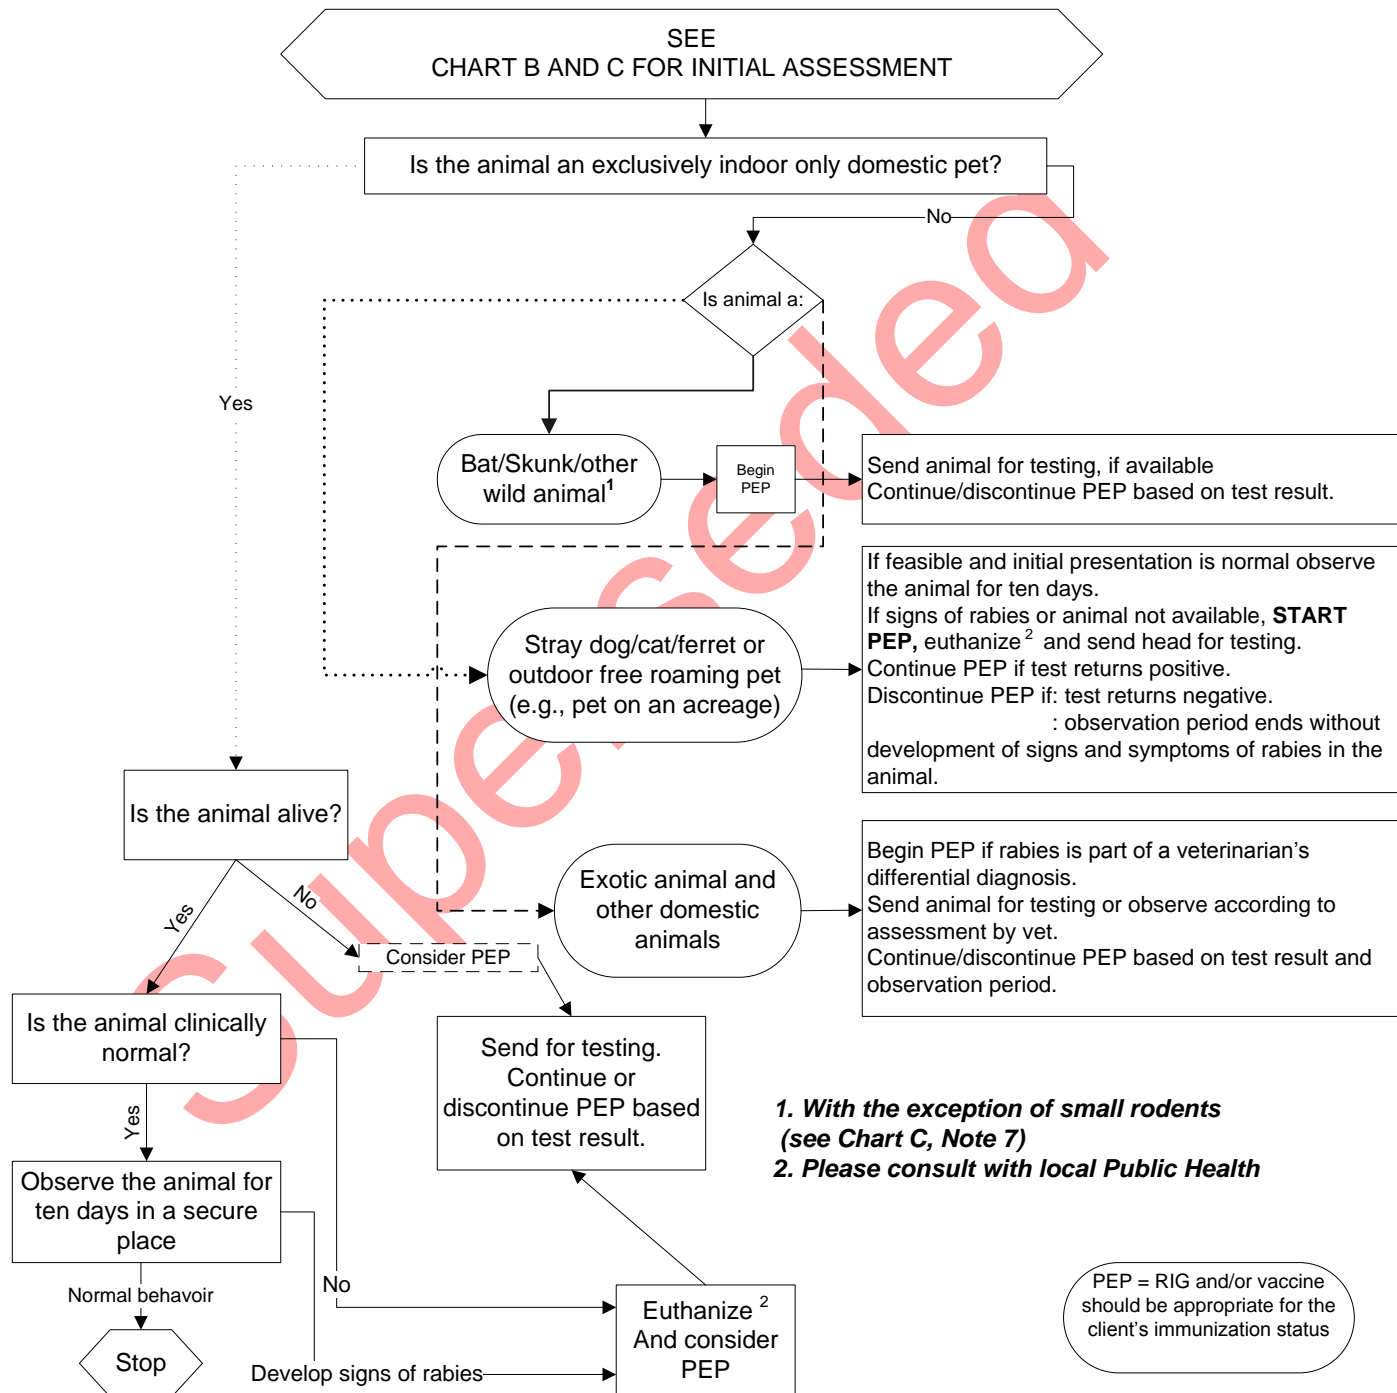 SEE
CHART B AND C FOR INITIAL ASSESSMENT
Is the animal an exclusively indoor only domestic pet?
No
Is animal a:
Yes
Bat/Skunk/other
wild animal1
Begin
PEP
Send animal for testing, if available
Continue/discontinue PEP based on test result.
If feasible and initial presentation is normal observe
the animal for ten days.
If signs of rabies or animal not available, START
PEP, euthanize 2 and send head for testing.
Continue PEP if test returns positive.
Discontinue PEP if: test returns negative.
: observation period ends without
development of signs and symptoms of rabies in the
animal.
Stray dog/cat/ferret or
outdoor free roaming pet
(e.g., pet on an acreage)
Is the animal alive?
Exotic animal and
other domestic
animals
Begin PEP if rabies is part of a veterinarian's
differential diagnosis.
Send animal for testing or observe according to
assessment by vet.
Continue/discontinue PEP based on test result and
observation period.
Yes
No
Consider PEP
Is the animal clinically
normal?
Send for testing.
Continue or
discontinue PEP based
on test result.
1. With the exception of small rodents
(see Chart C, Note 7)
2. Please consult with local Public Health
Yes
Observe the animal for
ten days in a secure
place
No
Normal behavoir
Stop
Develop signs of rabies
Euthanize 2
And consider
PEP
PEP = RIG and/or vaccine
should be appropriate for the
client's immunization status
Superseded